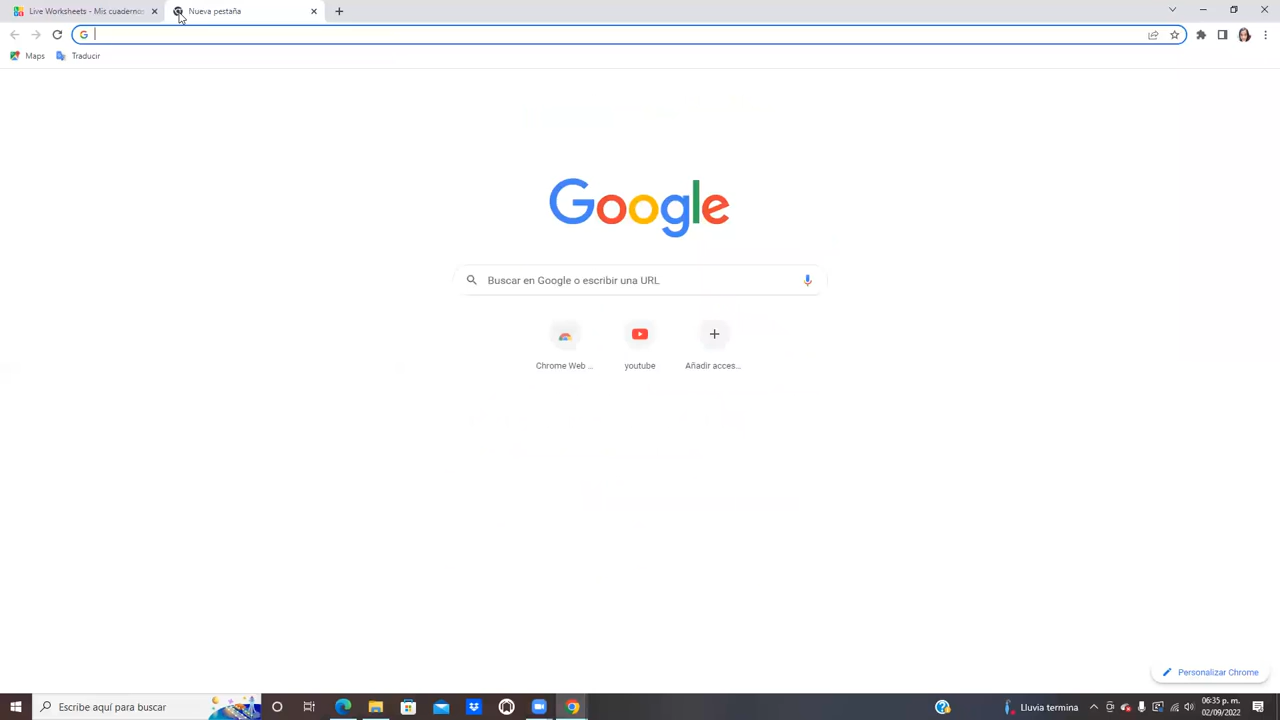 Live Worksheets - Mis cuadernos
Nueva pestaña
Maps
Traducir
Google
Buscar en Google o escribir una URL
Chrome Web ...
youtube
Añadir acces...
Personalizar Chrome
Escribe aquí para buscar
Lluvia termina
06:35 p. m.
02/09/2022